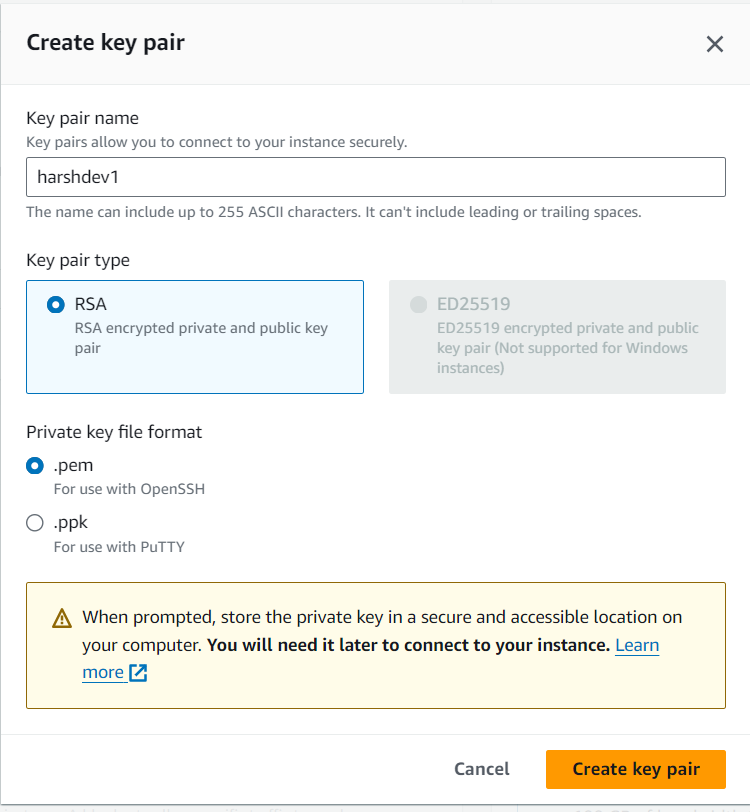 Create key pair
Key pair name
Key pairs allow you to connect to your instance securely.
harshdev1
The name can include up to 255 ASCII characters. It can't include leading or trailing spaces.
Key pair type
RSA
RSA encrypted private and public key
pair
ED25519
ED25519 encrypted private and public
key pair (Not supported for Windows
instances)
Private key file format
.pem
For use with OpenSSH
.ppk
For use with PuTTY
When prompted, store the private key in a secure and accessible location on
your computer. You will need it later to connect to your instance. Learn
more
Cancel
Create key pair